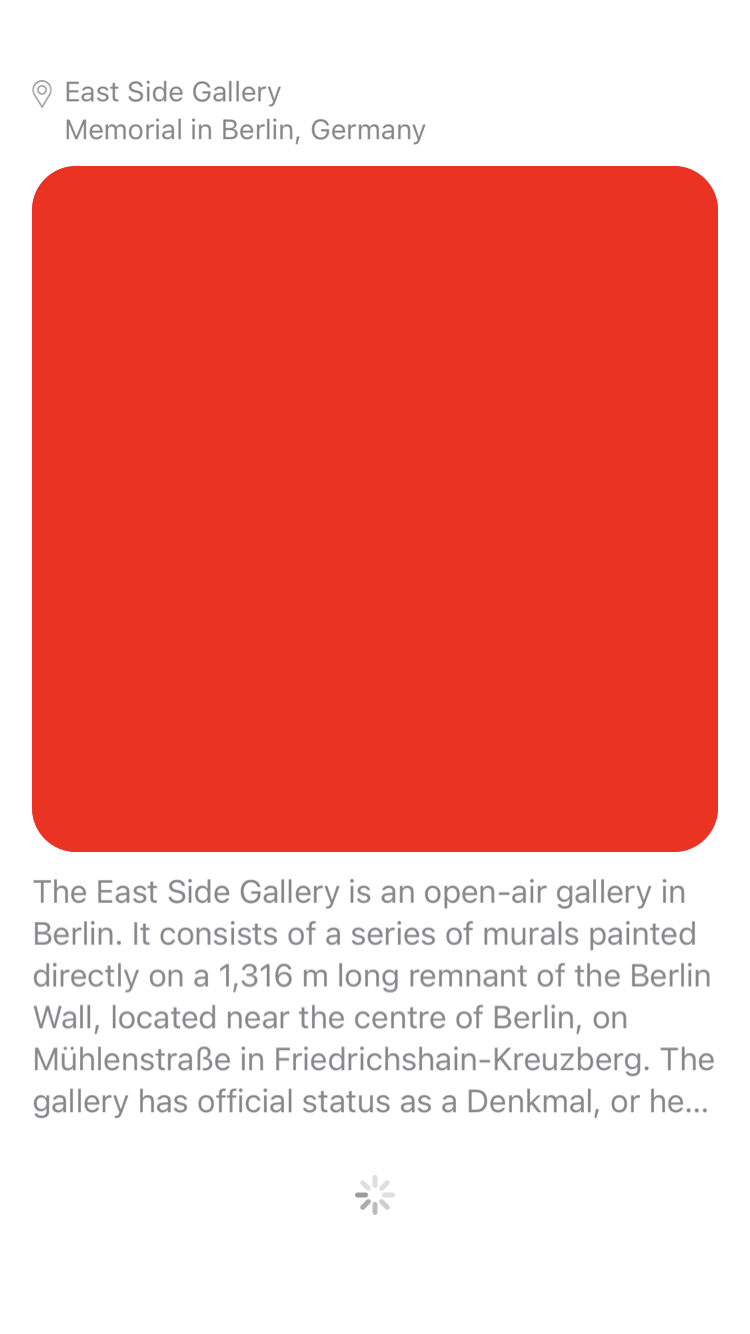 East Side Gallery
Memorial in Berlin, Germany
The East Side Gallery is an open-air gallery in
Berlin. It consists of a series of murals painted
directly on a 1,316 m long remnant of the Berlin
Wall, located near the centre of Berlin, on
Mühlenstraße in Friedrichshain-Kreuzberg. The
gallery has official status as a Denkmal, or he...